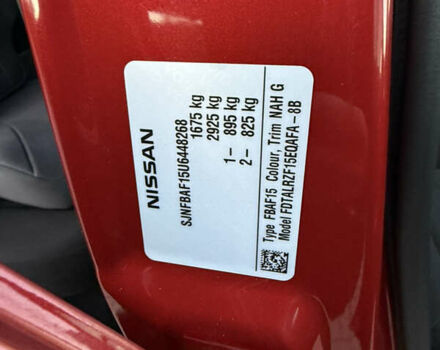 NISSAN
SJNFBAF15U6448268
1675 kg
2925 kg
1– 895 kg
2– 825 kg
Type FBAF15 Colour, Trim NAH G
Model FDTALRZF15EQAFA – 8B